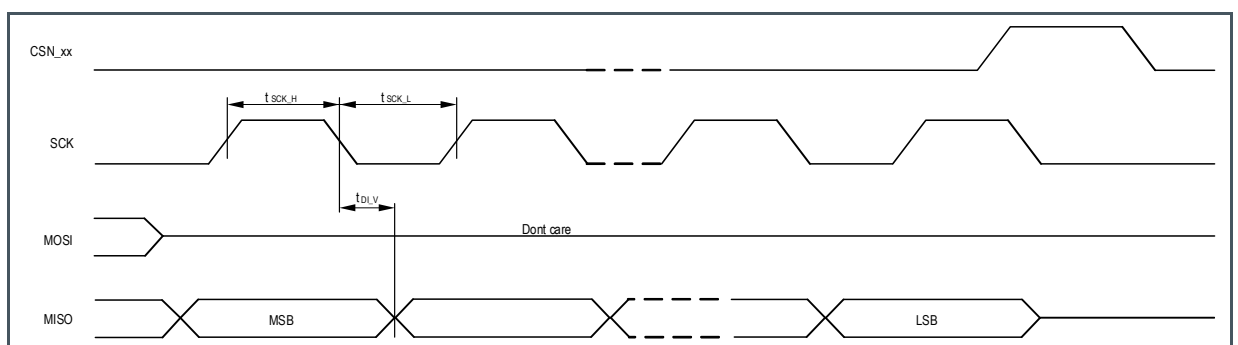 CSN_xx
t SCK_H
t SCK_L
SCK
t DI_V
MOSI
Dont care
MISO
MSB
LSB